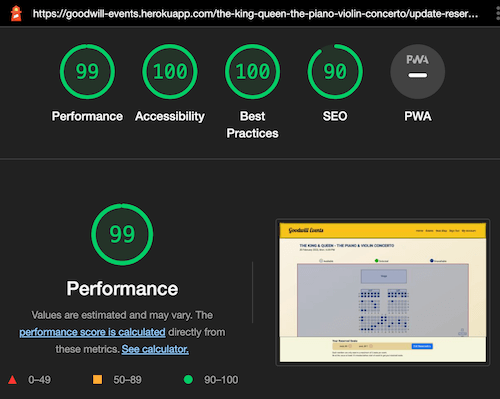 https://goodwill-events.herokuapp.com/the-king-queen-the-piano-violin-concerto/update-reser...
99
100
100
90
PWA
Performance
Accessibility
Best
Practices
SEO
PWA
99
Performance
Values are estimated and may vary. The
performance score is calculated directly from
these metrics. See calculator.
0–49
50–89
90–100
Goodwill Events
THE KING & QUEEN - THE PIANO & VIOLIN CONCERTO